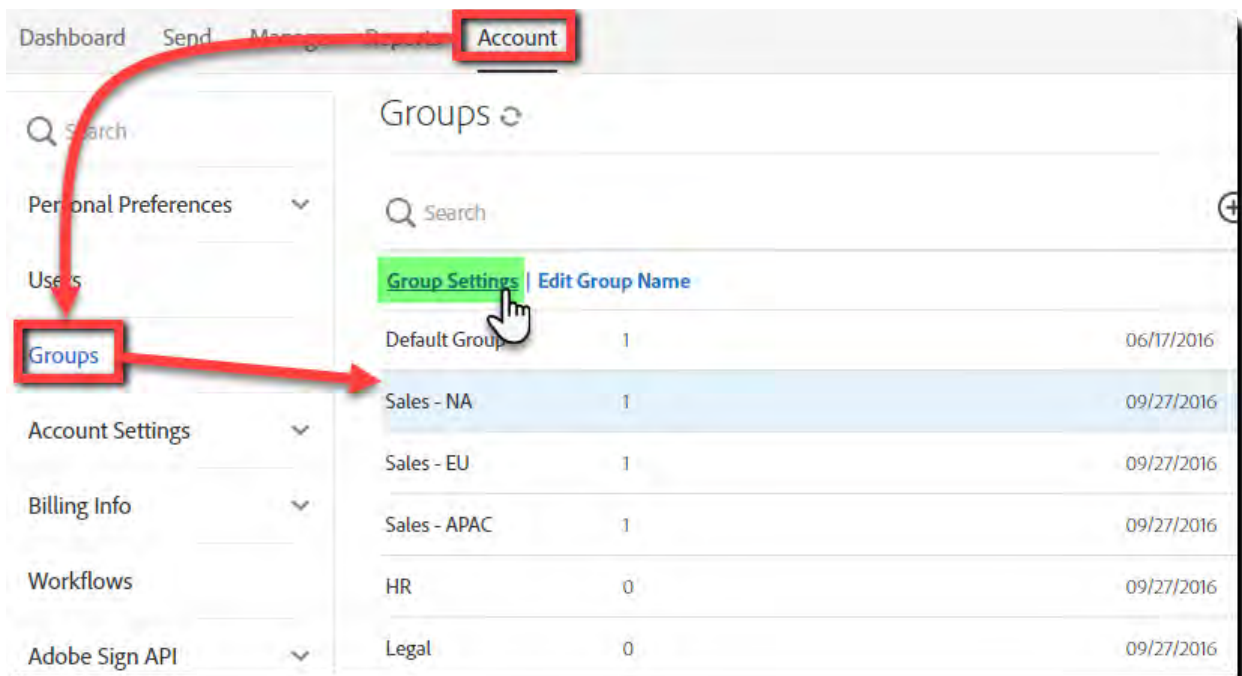 Dashboard Send Manage Reports Account
Groups
Search
Personal Preferences
Search
Users
Group Settings | Edit Group Name
Default Group 1 06/17/2016
Groups
Sales - NA 1 09/27/2016
Account Settings
Sales - EU 1 09/27/2016
Billing Info
Sales - APAC 1 09/27/2016
Workflows
HR 0 09/27/2016
Adobe Sign API
Legal 0 09/27/2016